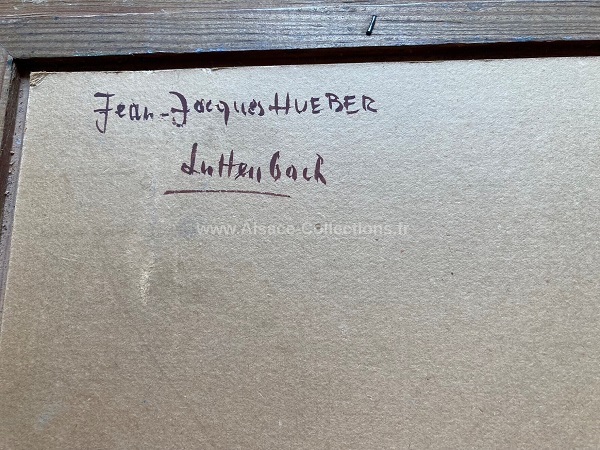 Jean-Jacques HUEBER
Luttenbach
www.Alsace-Collections.fr